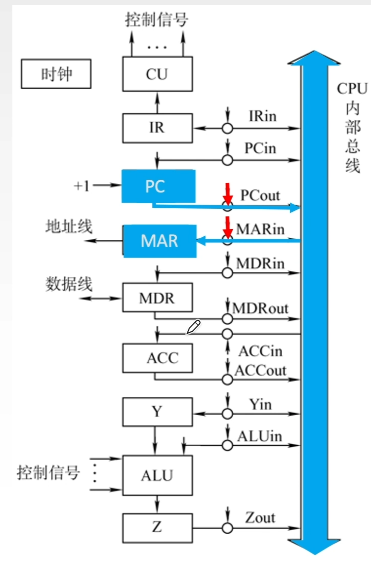 控制信号
…
时钟
CU
CPU
内
部
总
线
IR
IRin
PCin
+1
PC
PCout
地址线
MAR
MARin
MDRin
数据线
MDR
MDRout
ACC
ACCin
ACCout
Y
Yin
ALUin
控制信号
⋮
ALU
Z
Zout